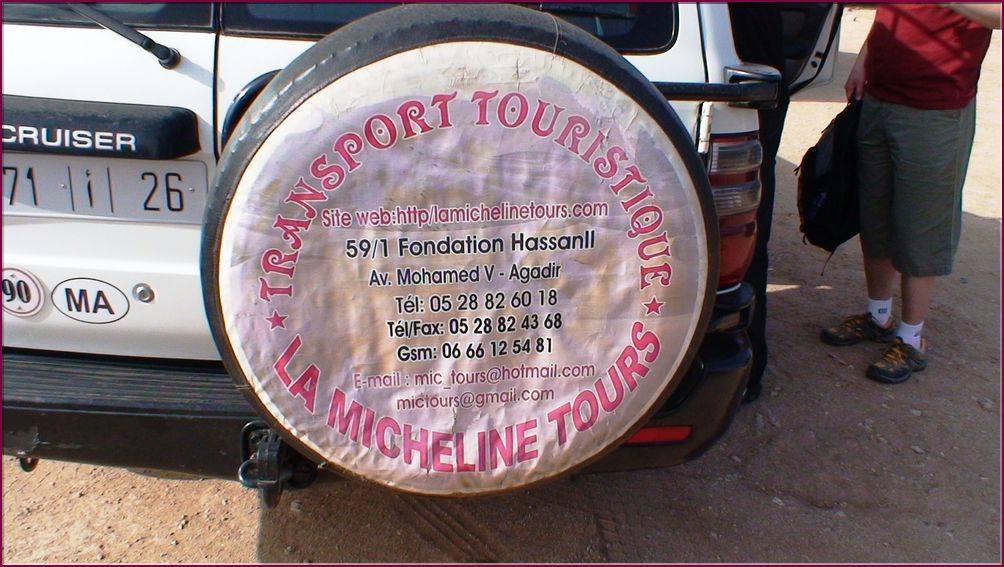 CRUISER
71 ا 26
90
MA
TRANSPORT TOURISTIQUE
Site web:http/lamichelinetours.com
59/1 Fondation HassanII
Av. Mohamed V - Agadir
Tél: 05 28 82 60 18
Tél/Fax: 05 28 82 43 68
Gsm: 06 66 12 54 81
E-mail : mic_tours@hotmail.com
mictours@gmail.com
★ LA MICHELINE TOURS ★